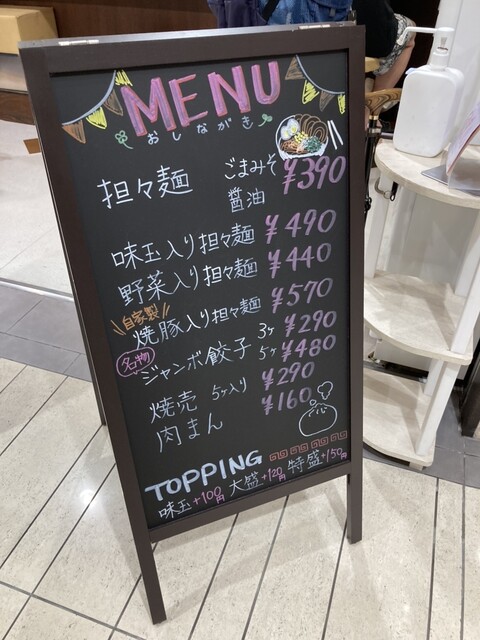 MENU
おしながき
担々麺 ごまみそ 醤油 ¥390
味玉入り担々麺 ¥490
野菜入り担々麺 ¥440
自家製
焼豚入り担々麺 ¥570
名物
ジャンボ餃子 3ヶ ¥290
5ヶ ¥480
焼売 5ヶ入り ¥290
肉まん ¥160
TOPPING
味玉+100円 大盛+120円 特盛+150円